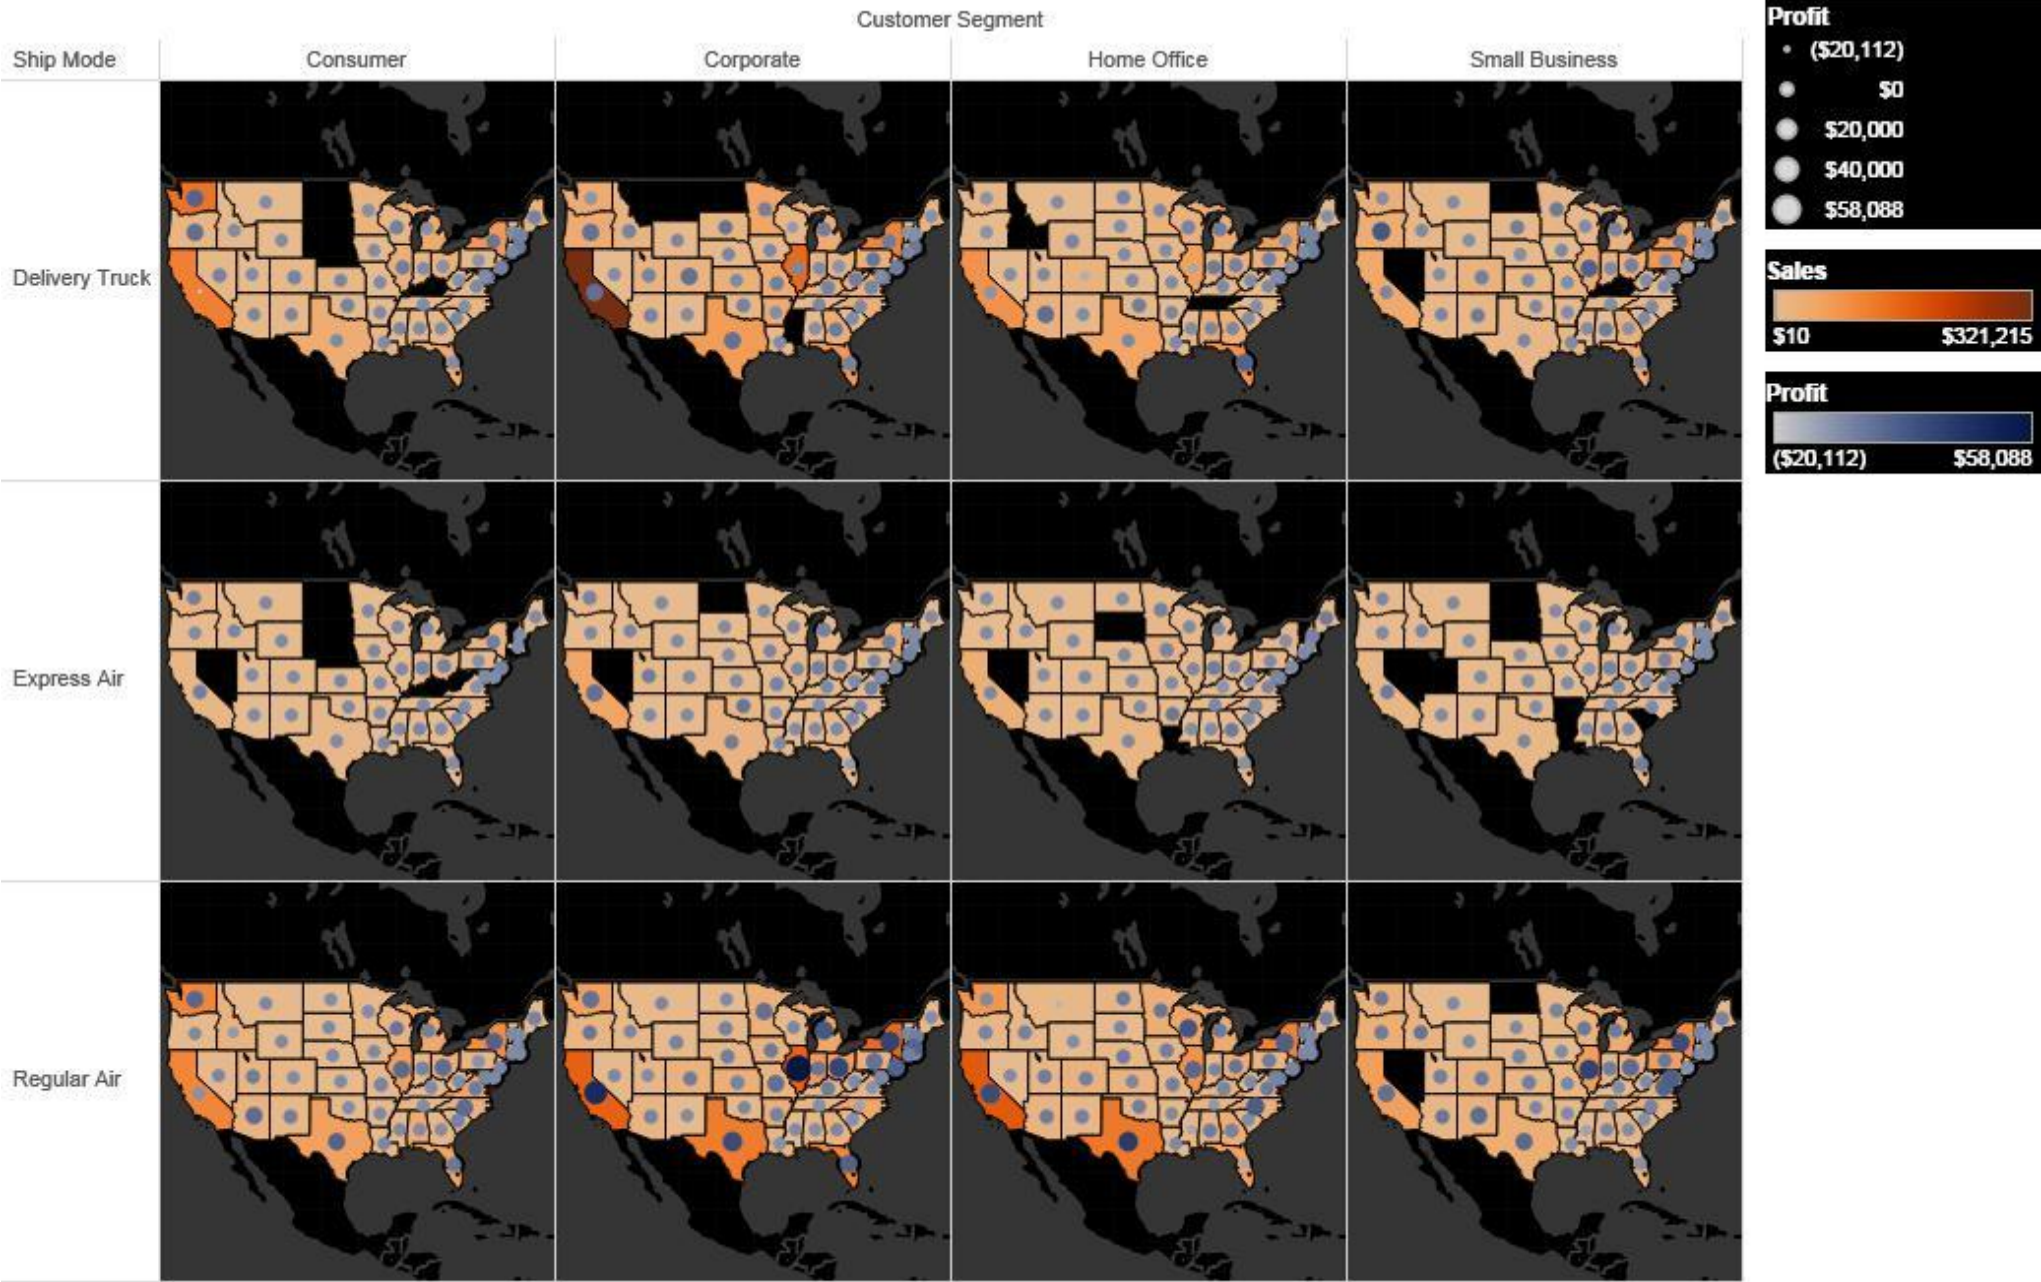 Customer Segment
Ship Mode
Consumer
Corporate
Home Office
Small Business
Delivery Truck
Express Air
Regular Air
Profit
($20,112)
$0
$20,000
$40,000
$58,088
Sales
$10 $321,215
Profit
($20,112) $58,088